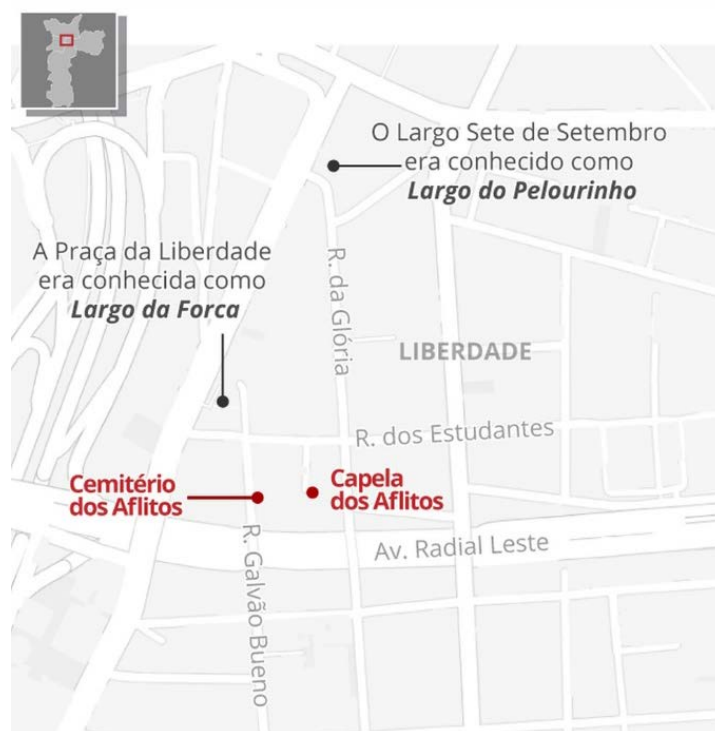 O Largo Sete de Setembro
era conhecido como
Largo do Pelourinho
A Praça da Liberdade
era conhecida como
Largo da Forca
R. da Glória
LIBERDADE
R. dos Estudantes
Cemitério
dos Aflitos
Capela
dos Aflitos
Av. Radial Leste
R. Galvão Bueno